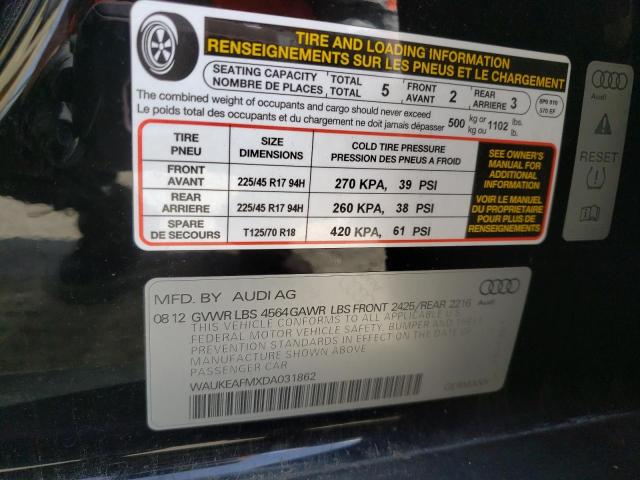 TIRE AND LOADING INFORMATION
RENSEIGNEMENTS SUR LES PNEUS ET LE CHARGEMENT
SEATING CAPACITY TOTAL 5 FRONT 2 REAR 3
NOMBRE DE PLACES TOTAL AVANT ARRIERE
8P0 010
570 EF
The combined weight of occupants and cargo should never exceed 500 kg or 1102 lbs.
Le poids total des occupants et du chargement ne doit jamais dépasser kg ou lb.
TIRE SIZE COLD TIRE PRESSURE
PNEU DIMENSIONS PRESSION DES PNEUS A FROID
FRONT
AVANT 225/45 R17 94H 270 KPA, 39 PSI
REAR
ARRIERE 225/45 R17 94H 260 KPA, 38 PSI
SPARE
DE SECOURS T125/70 R18 420 KPA, 61 PSI
SEE OWNER'S
MANUAL FOR
ADDITIONAL
INFORMATION
VOIR LE MANUEL
DU PROPRIETAIRE
POUR PLUS DE
RENSEIGNEMENTS
Audi
RESET
MFD. BY AUDI AG
Audi
08 12 GVWR LBS 4564 GAWR LBS FRONT 2425/REAR 2216
THIS VEHICLE CONFORMS TO ALL APPLICABLE U.S.
FEDERAL MOTOR VEHICLE SAFETY, BUMPER AND THEFT
PREVENTION STANDARDS IN EFFECT ON THE DATE OF
MANUFACTURE SHOWN ABOVE
PASSENGER CAR
WAUKEAFMXDA031862
GERMANY